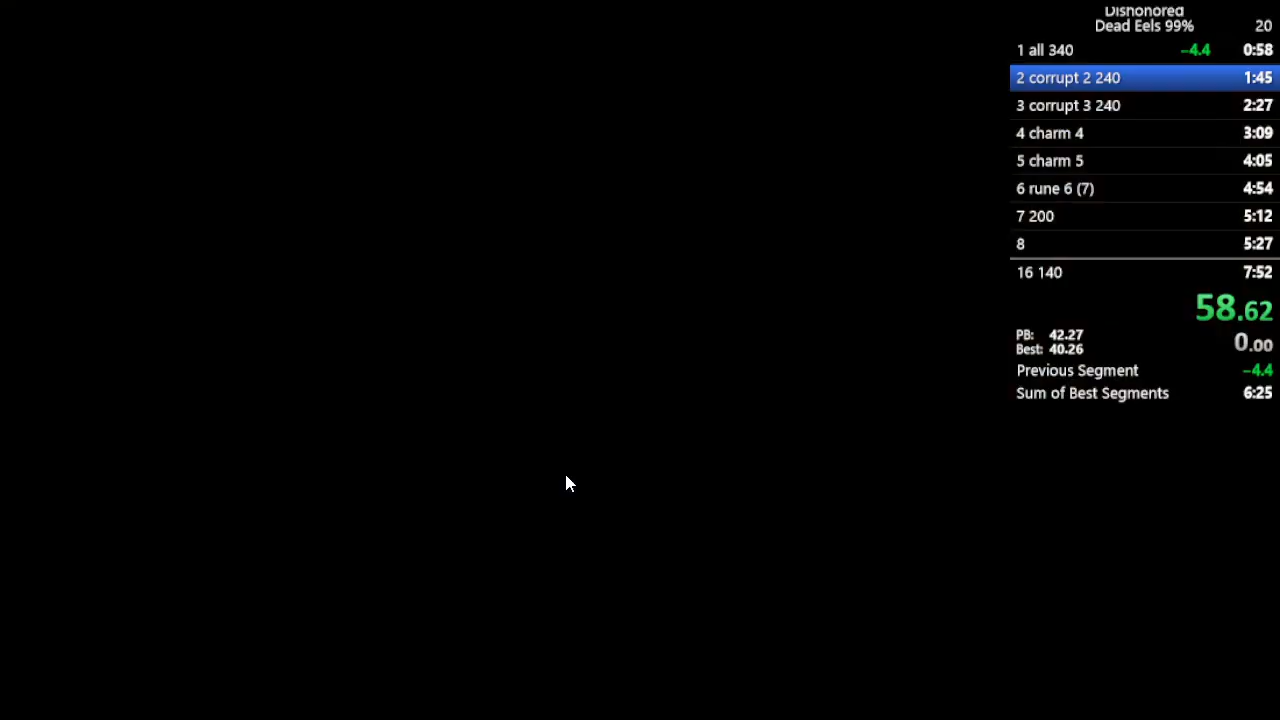 Dishonored
Dead Eels 99% 20
1 all 340 −4.4 0:58
2 corrupt 2 240 1:45
3 corrupt 3 240 2:27
4 charm 4 3:09
5 charm 5 4:05
6 rune 6 (7) 4:54
7 200 5:12
8 5:27
16 140 7:52
58.62
PB: 42.27
Best: 40.26
0.00
Previous Segment −4.4
Sum of Best Segments 6:25